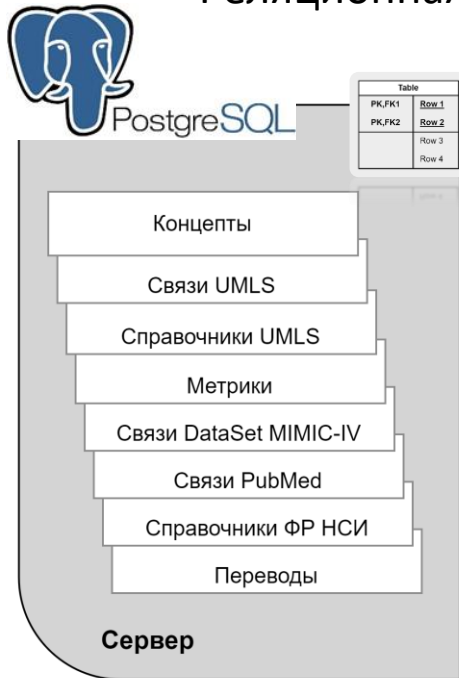 Реляционная
PostgreSQL
Table
PK,FK1 Row 1
PK,FK2 Row 2
Row 3
Row 4
Концепты
Связи UMLS
Справочники UMLS
Метрики
Связи DataSet MIMIC-IV
Связи PubMed
Справочники ФР НСИ
Переводы
Сервер